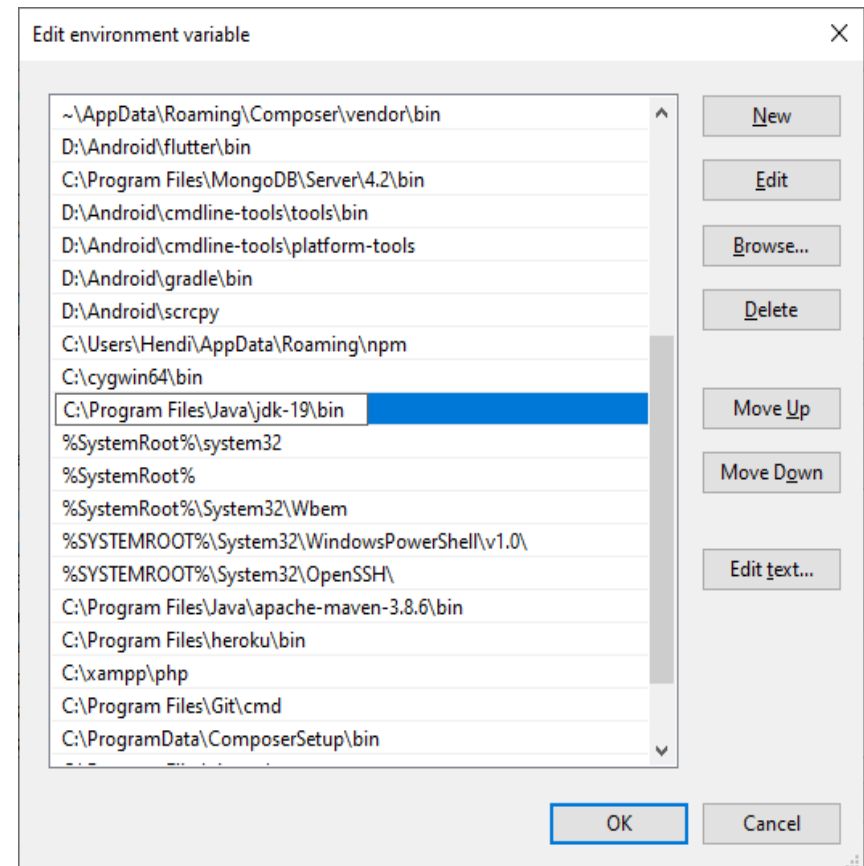 Edit environment variable
~\AppData\Roaming\Composer\vendor\bin
D:\Android\flutter\bin
C:\Program Files\MongoDB\Server\4.2\bin
D:\Android\cmdline-tools\tools\bin
D:\Android\cmdline-tools\platform-tools
D:\Android\gradle\bin
D:\Android\scrcpy
C:\Users\Hendi\AppData\Roaming\npm
C:\cygwin64\bin
C:\Program Files\Java\jdk-19\bin
%SystemRoot%\system32
%SystemRoot%
%SystemRoot%\System32\Wbem
%SYSTEMROOT%\System32\WindowsPowerShell\v1.0\
%SYSTEMROOT%\System32\OpenSSH\
C:\Program Files\Java\apache-maven-3.8.6\bin
C:\Program Files\heroku\bin
C:\xampp\php
C:\Program Files\Git\cmd
C:\ProgramData\ComposerSetup\bin
New
Edit
Browse...
Delete
Move Up
Move Down
Edit text...
OK
Cancel